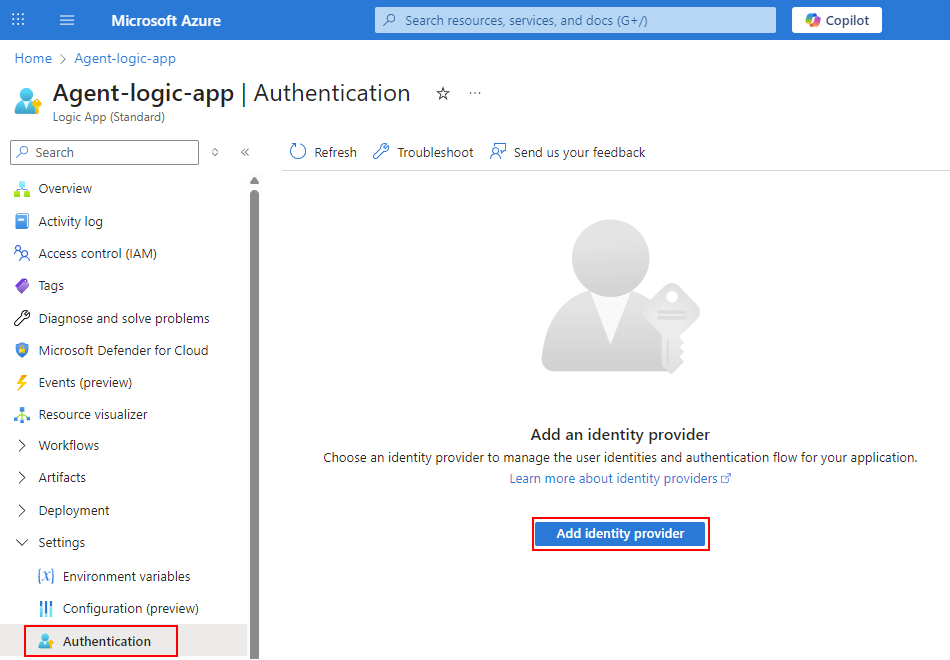 Microsoft Azure
Search resources, services, and docs (G+/)
Copilot
Home > Agent-logic-app
Agent-logic-app | Authentication
Logic App (Standard)
Search
Refresh
Troubleshoot
Send us your feedback
Overview
Activity log
Access control (IAM)
Tags
Diagnose and solve problems
Microsoft Defender for Cloud
Events (preview)
Resource visualizer
Workflows
Artifacts
Deployment
Settings
Environment variables
Configuration (preview)
Authentication
Add an identity provider
Choose an identity provider to manage the user identities and authentication flow for your application.
Learn more about identity providers
Add identity provider